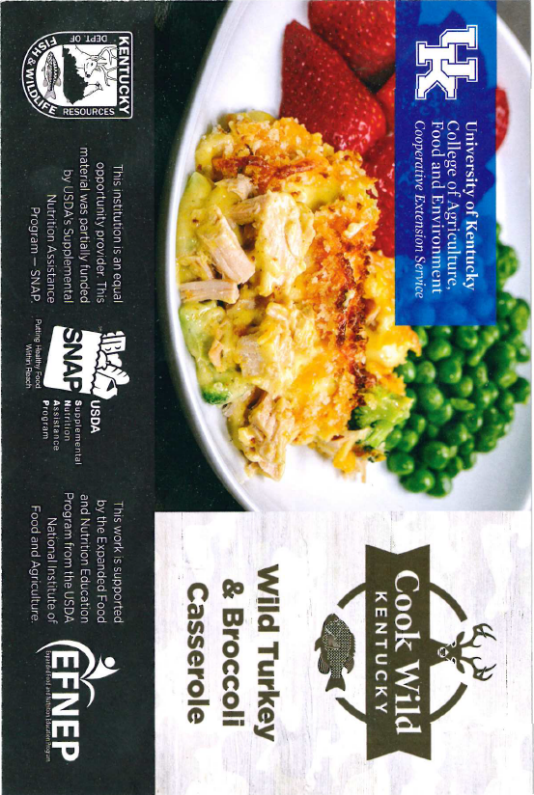 University of Kentucky
College of Agriculture,
Food and Environment
Cooperative Extension Service
Cook Wild
KENTUCKY
Wild Turkey
& Broccoli
Casserole
KENTUCKY
DEPT. OF
FISH & WILDLIFE
RESOURCES
This institution is an equal
opportunity provider. This
material was partially funded
by USDA's Supplemental
Nutrition Assistance
Program — SNAP.
SNAP
Putting Healthy Food
Within Reach
USDA
Supplemental
Nutrition
Assistance
Program
This work is supported
by the Expanded Food
and Nutrition Education
Program from the USDA
National Institute of
Food and Agriculture.
EFNEP
Expanded Food and Nutrition Education Program